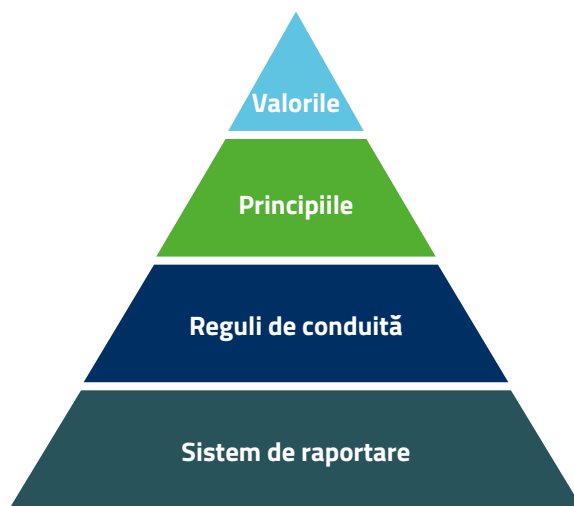 Valorile
Principiile
Reguli de conduită
Sistem de raportare